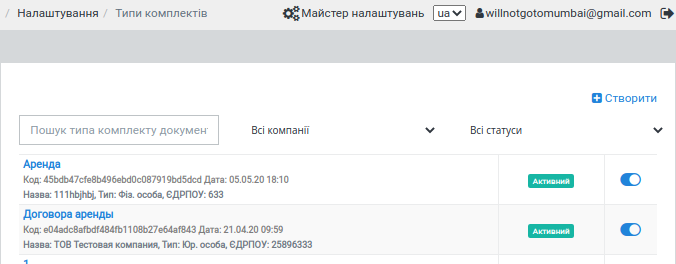 / Налаштування / Типи комплектів Майстер налаштувань ua willnotgotomumbai@gmail.com
Створити
Пошук типа комплекту документ Всі компанії Всі статуси
Аренда
Код: 45bdb47cfe8b496ebd0c087919bd5dcd Дата: 05.05.20 18:10
Назва: 111hbjhbj, Тип: Фіз. особа, ЄДРПОУ: 633
Активний
Договора аренды
Код: e04adc8afbdf484fb1108b27e64af843 Дата: 21.04.20 09:59
Назва: ТОВ Тестовая компания, Тип: Юр. особа, ЄДРПОУ: 25896333
Активний